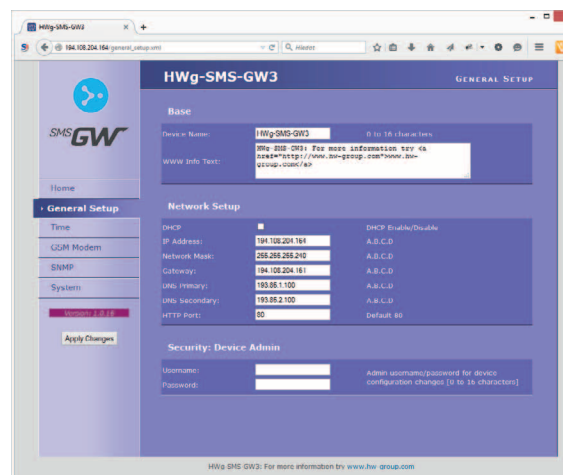 HWg-SMS-GW3
194.108.204.164/general_setup.xml
Hledat
HWg-SMS-GW3
GENERAL SETUP
SMS GW
Home
General Setup
Time
GSM Modem
SNMP
System
Version: 1.0.16
Apply Changes
Base
Device Name: HWg-SMS-GW3 0 to 16 characters
WWW Info Text: HWg-SMS-GW3: For more information try <a
href="http://www.hw-group.com">www.hw-
group.com</a>
Network Setup
DHCP DHCP Enable/Disable
IP Address: 194.108.204.164 A.B.C.D
Network Mask: 255.255.255.240 A.B.C.D
Gateway: 194.108.204.161 A.B.C.D
DNS Primary: 193.85.1.100 A.B.C.D
DNS Secondary: 193.85.2.100 A.B.C.D
HTTP Port: 80 Default 80
Security: Device Admin
Username: Admin username/password for device
Password: configuration changes [0 to 16 characters]
HWg-SMS-GW3: For more information try www.hw-group.com